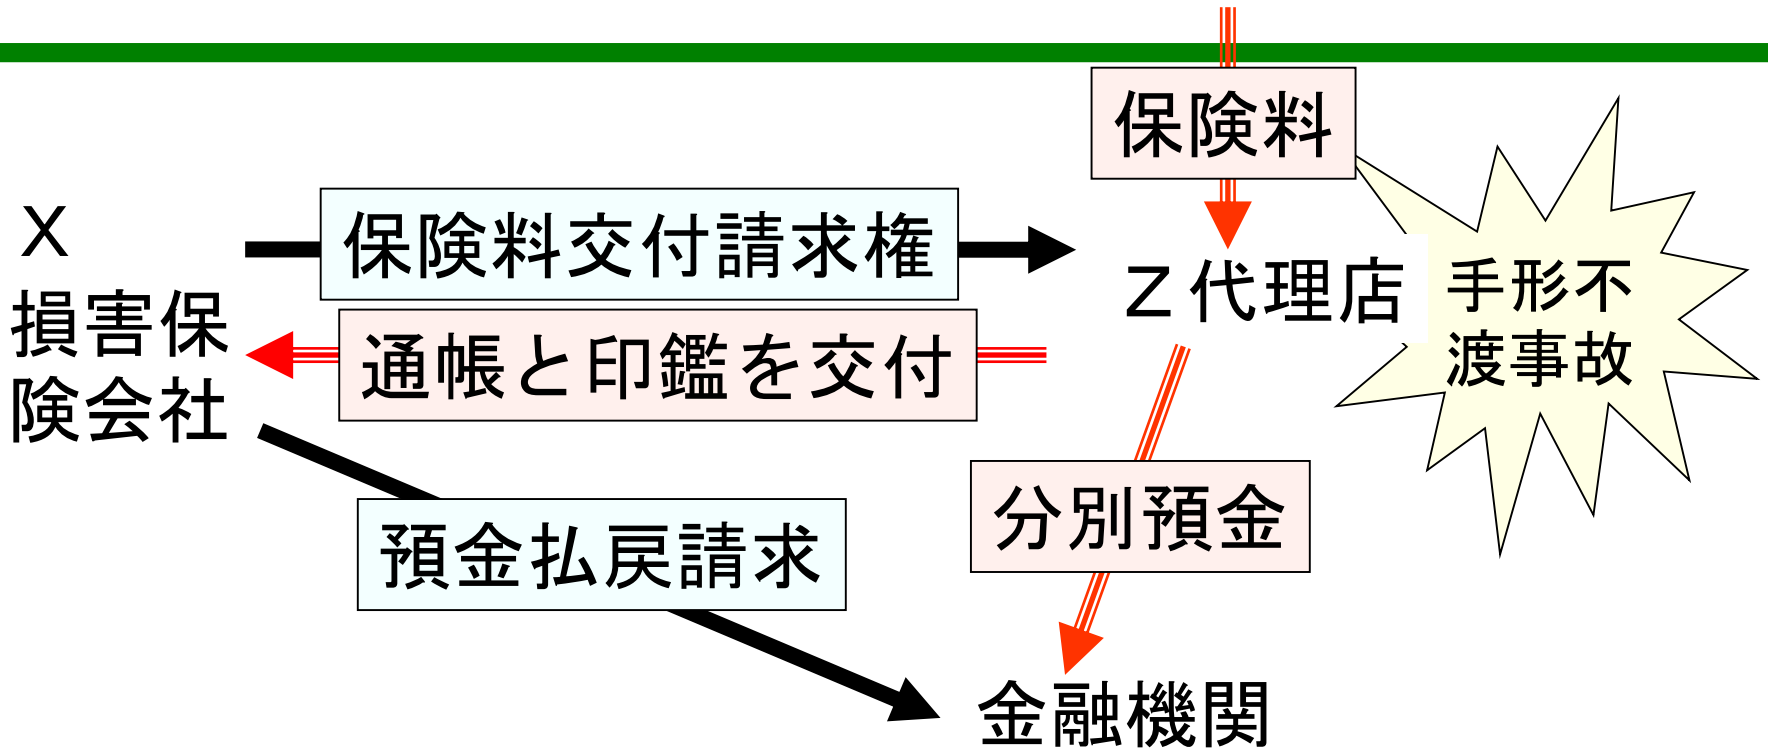 保険料
X
損害保
険会社
保険料交付請求権
通帳と印鑑を交付
Z代理店
手形不
渡事故
預金払戻請求
分別預金
金融機関